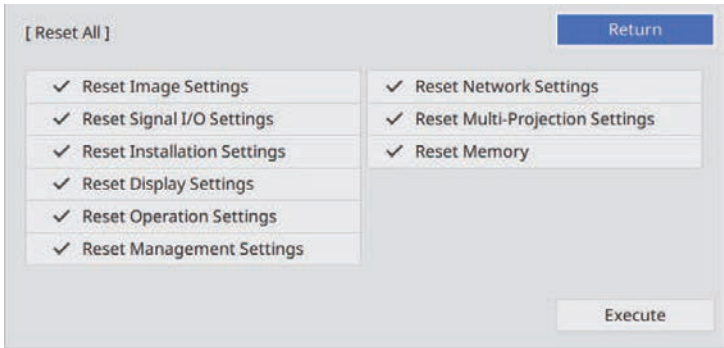 [ Reset All ]
Return
✓ Reset Image Settings
✓ Reset Signal I/O Settings
✓ Reset Installation Settings
✓ Reset Display Settings
✓ Reset Operation Settings
✓ Reset Management Settings
✓ Reset Network Settings
✓ Reset Multi-Projection Settings
✓ Reset Memory
Execute